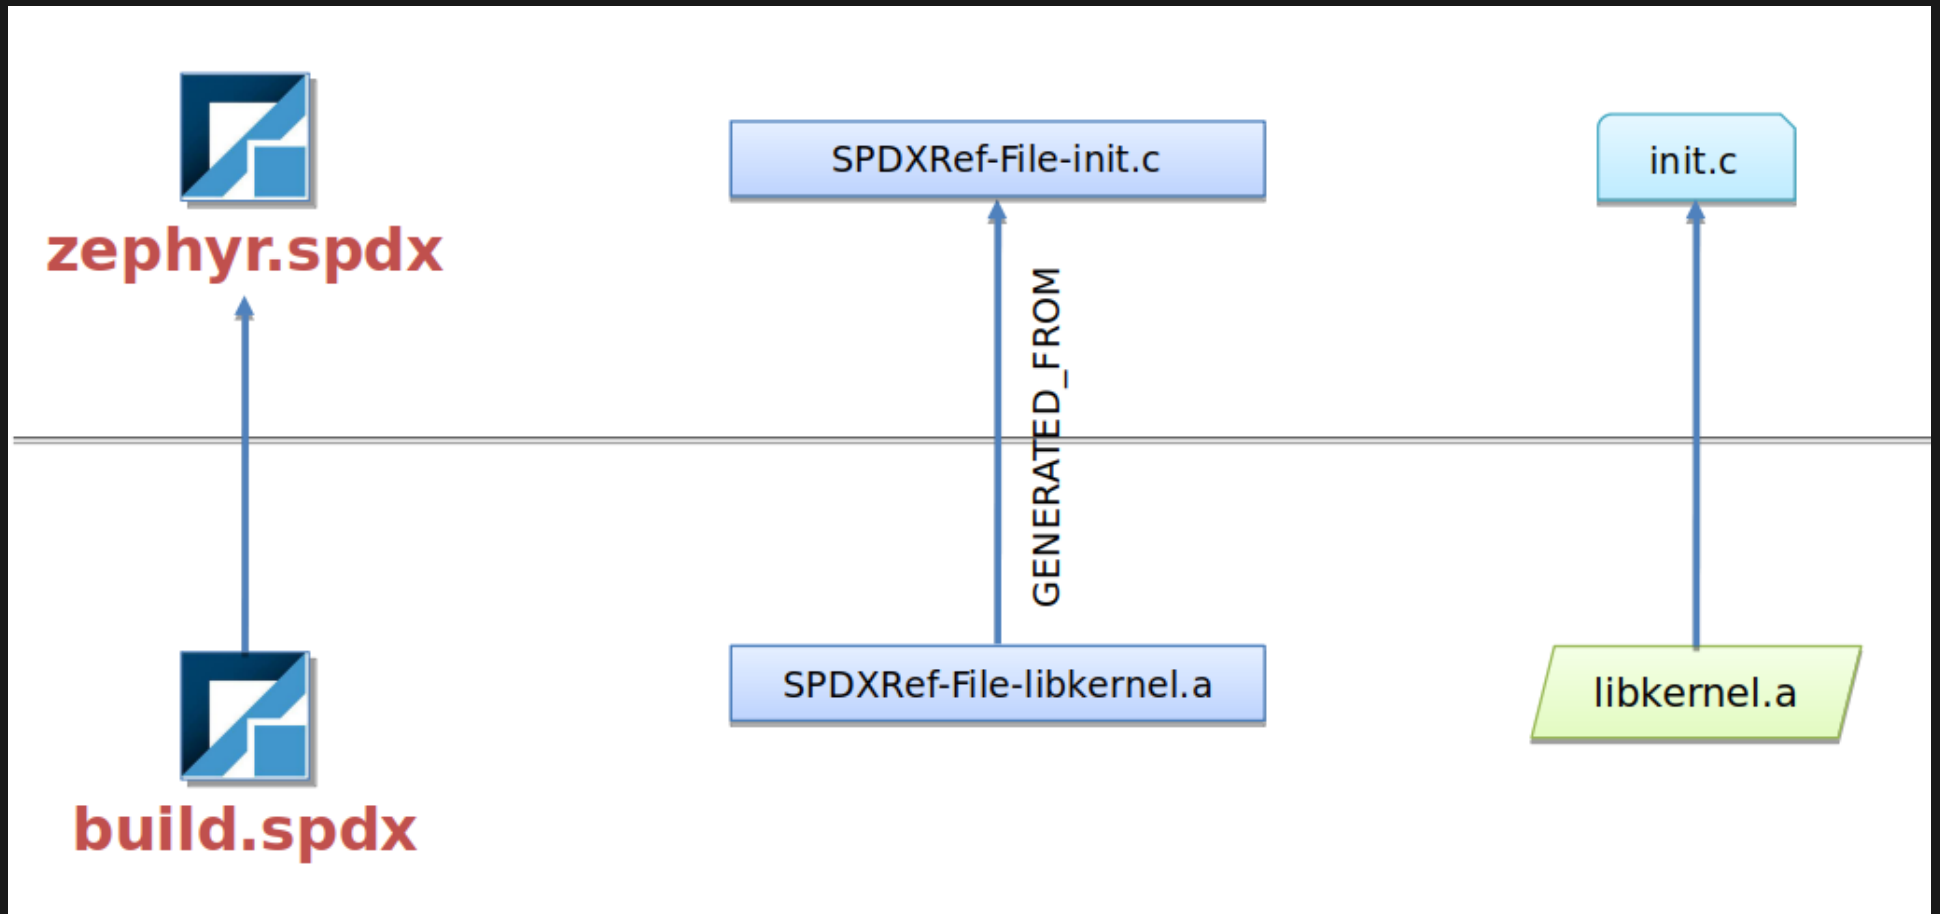 zephyr.spdx
SPDXRef-File-init.c
init.c
GENERATED_FROM
build.spdx
SPDXRef-File-libkernel.a
libkernel.a